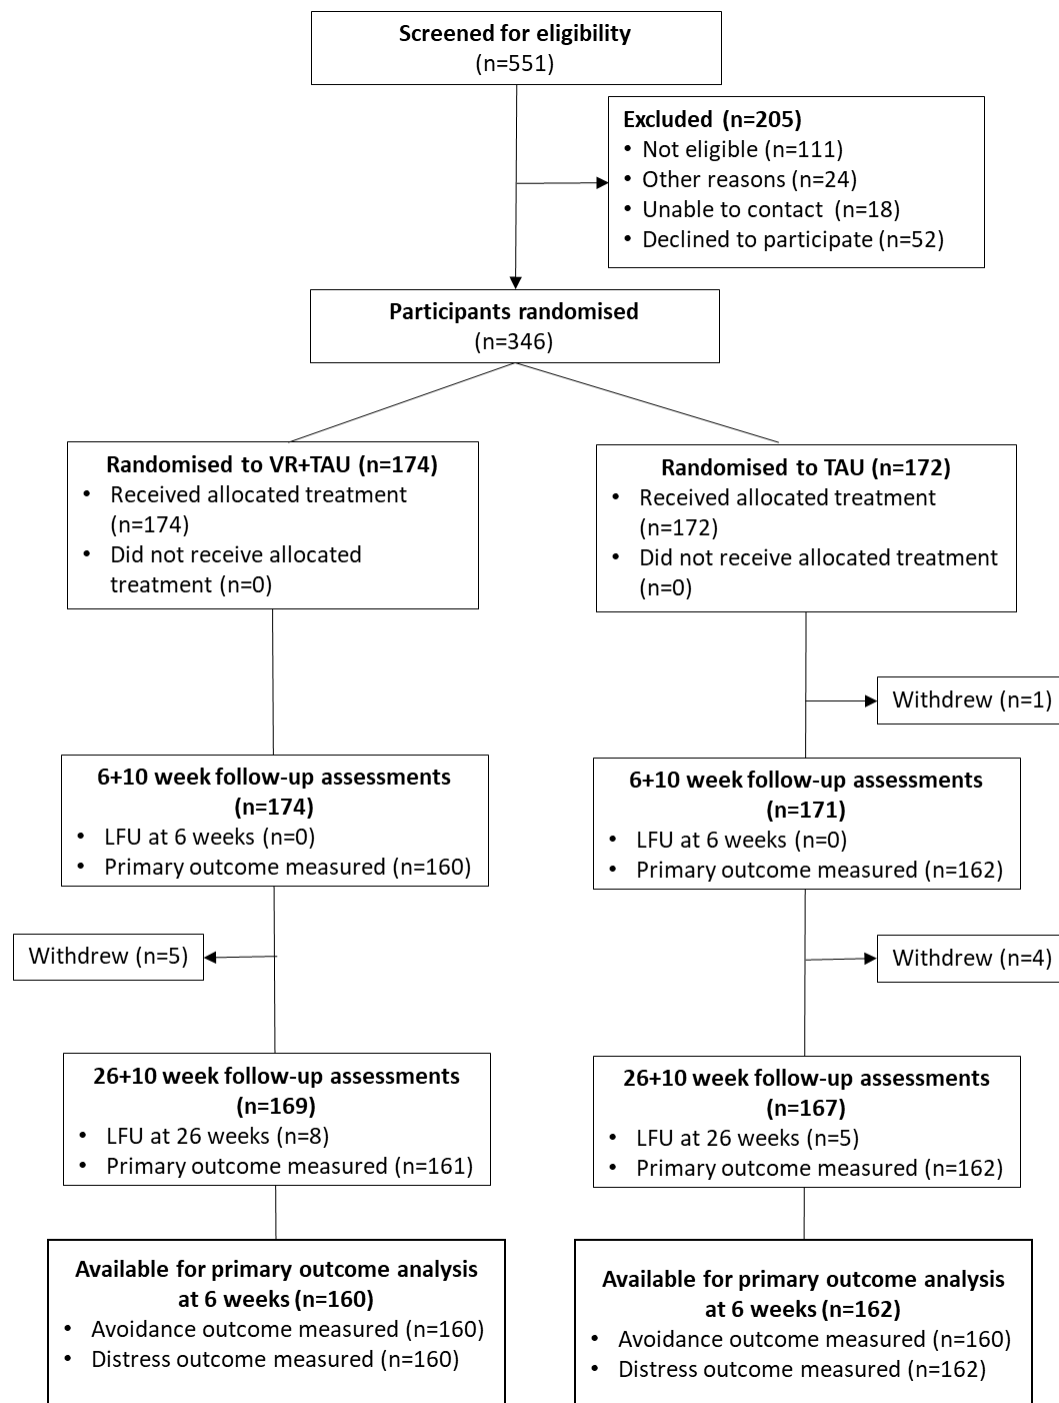 Screened for eligibility
(n=551)
Excluded (n=205)
• Not eligible (n=111)
• Other reasons (n=24)
• Unable to contact  (n=18)
• Declined to participate (n=52)
Participants randomised
(n=346)
Randomised to VR+TAU (n=174)
• Received allocated treatment
(n=174)
• Did not receive allocated
treatment (n=0)
Randomised to TAU (n=172)
• Received allocated treatment
(n=172)
• Did not receive allocated treatment
(n=0)
Withdrew (n=1)
6+10 week follow-up assessments
(n=174)
• LFU at 6 weeks (n=0)
• Primary outcome measured (n=160)
6+10 week follow-up assessments
(n=171)
• LFU at 6 weeks (n=0)
• Primary outcome measured (n=162)
Withdrew (n=5)
Withdrew (n=4)
26+10 week follow-up assessments
(n=169)
• LFU at 26 weeks (n=8)
• Primary outcome measured (n=161)
26+10 week follow-up assessments
(n=167)
• LFU at 26 weeks (n=5)
• Primary outcome measured (n=162)
Available for primary outcome analysis
at 6 weeks (n=160)
• Avoidance outcome measured (n=160)
• Distress outcome measured (n=160)
Available for primary outcome analysis
at 6 weeks (n=162)
• Avoidance outcome measured (n=160)
• Distress outcome measured (n=162)